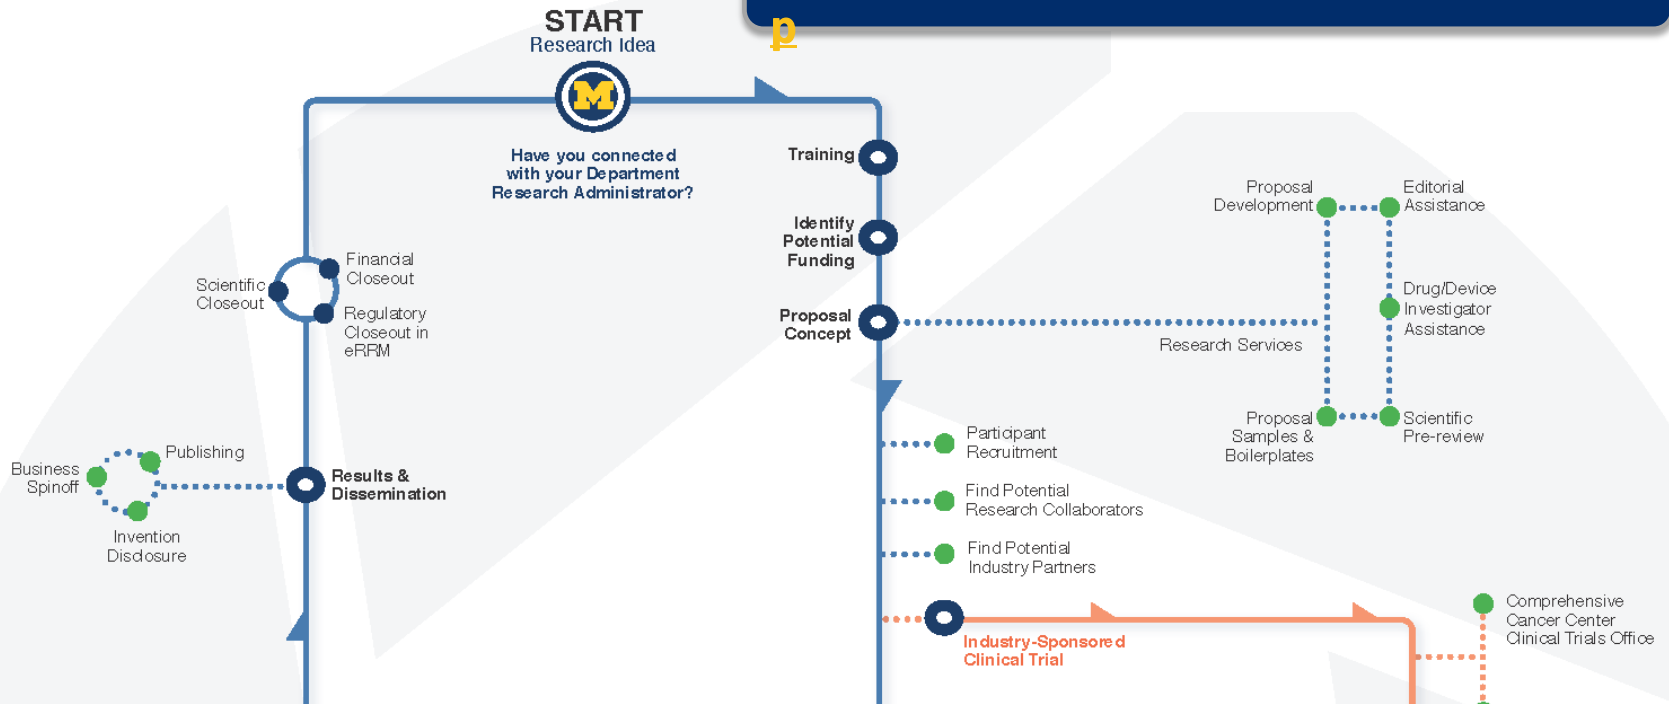 START
Research Idea
p
M
Have you connected
with your Department
Research Administrator?
Training
Identify
Potential
Funding
Proposal
Concept
Research Services
Proposal
Development
Editorial
Assistance
Drug/Device
Investigator
Assistance
Proposal
Samples &
Boilerplates
Scientific
Pre-review
Financial
Closeout
Scientific
Closeout
Regulatory
Closeout in
eRRM
Participant
Recruitment
Find Potential
Research Collaborators
Find Potential
Industry Partners
Publishing
Business
Spinoff
Invention
Disclosure
Results &
Dissemination
Industry-Sponsored
Clinical Trial
Comprehensive
Cancer Center
Clinical Trials Office